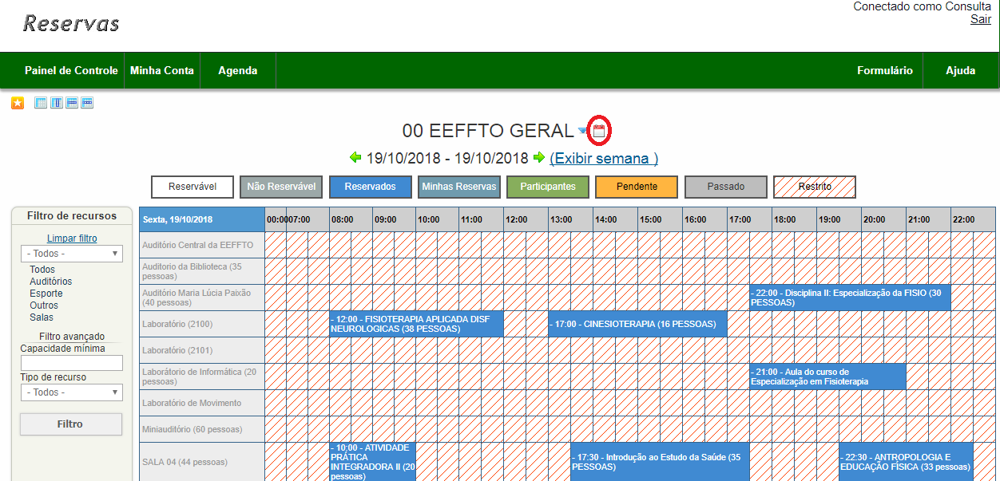 Conectado como Consulta
Reservas
Sair
Painel de Controle Minha Conta Agenda Formulário Ajuda
00 EEFFTO GERAL
19/10/2018 - 19/10/2018 (Exibir semana )
Reservável Não Reservável Reservados Minhas Reservas Participantes Pendente Passado Restrito
Filtro de recursos
Limpar filtro
- Todos -
Todos
Auditórios
Esporte
Outros
Salas
Filtro avançado
Capacidade mínima
Tipo de recurso
- Todos -
Filtro
Sexta, 19/10/2018 00:00 07:00 08:00 09:00 10:00 11:00 12:00 13:00 14:00 15:00 16:00 17:00 18:00 19:00 20:00 21:00 22:00
Auditório Central da EEFFTO
Auditorio da Biblioteca (35
pessoas)
Auditório Maria Lúcia Paixão
(40 pessoas)
- 22:00 - Disciplina II: Especialização da FISIO (30
PESSOAS)
Laboratório (2100)
- 12:00 - FISIOTERAPIA APLICADA DISF
NEUROLOGICAS (38 PESSOAS)
- 17:00 - CINESIOTERAPIA (16 PESSOAS)
Laboratório (2101)
Laboratório de Informática (20
pessoas)
- 21:00 - Aula do curso de
Especialização em Fisioterapia
Laboratório de Movimento
Miniauditório (60 pessoas)
SALA 04 (44 pessoas)
- 10:00 - ATIVIDADE
PRÁTICA
INTEGRADORA II (20
pessoas)
- 17:30 - Introdução ao Estudo da Saúde (35
PESSOAS)
- 22:30 - ANTROPOLOGIA E
EDUCAÇÃO FÍSICA (33 pessoas)